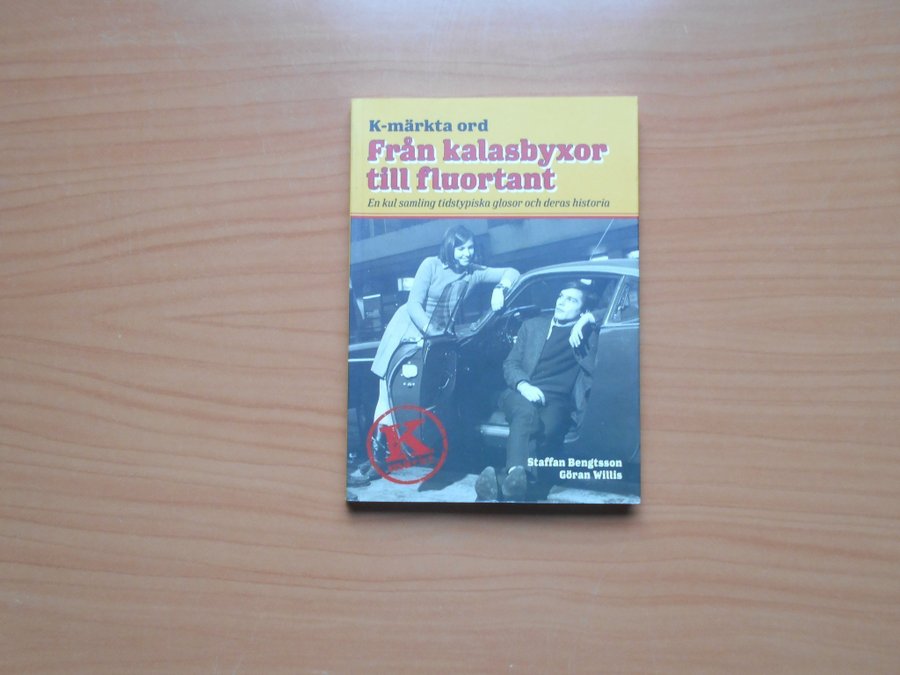 K-märkta ord
Från kalasbyxor
till fluortant
En kul samling tidstypiska glosor och deras historia
K
Staffan Bengtsson
Göran Willis